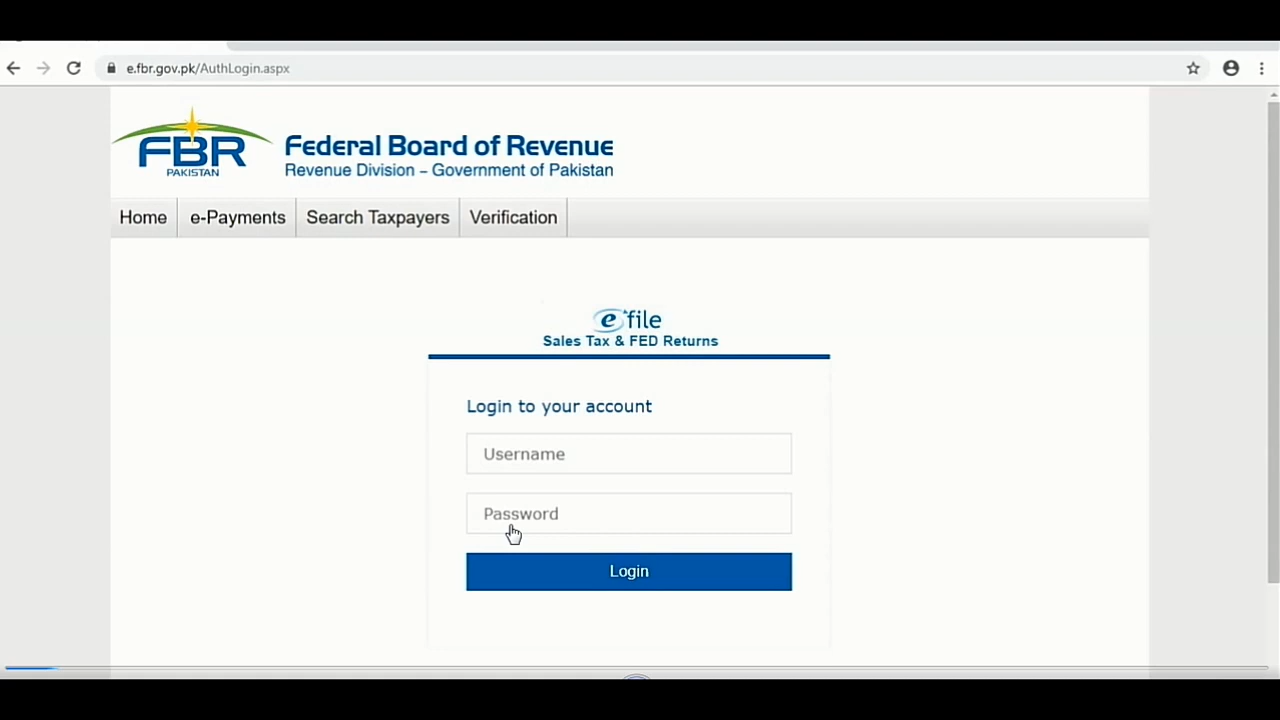 e.fbr.gov.pk/AuthLogin.aspx
FBR
PAKISTAN
Federal Board of Revenue
Revenue Division – Government of Pakistan
Home e-Payments Search Taxpayers Verification
e file
Sales Tax & FED Returns
Login to your account
Username
Password
Login